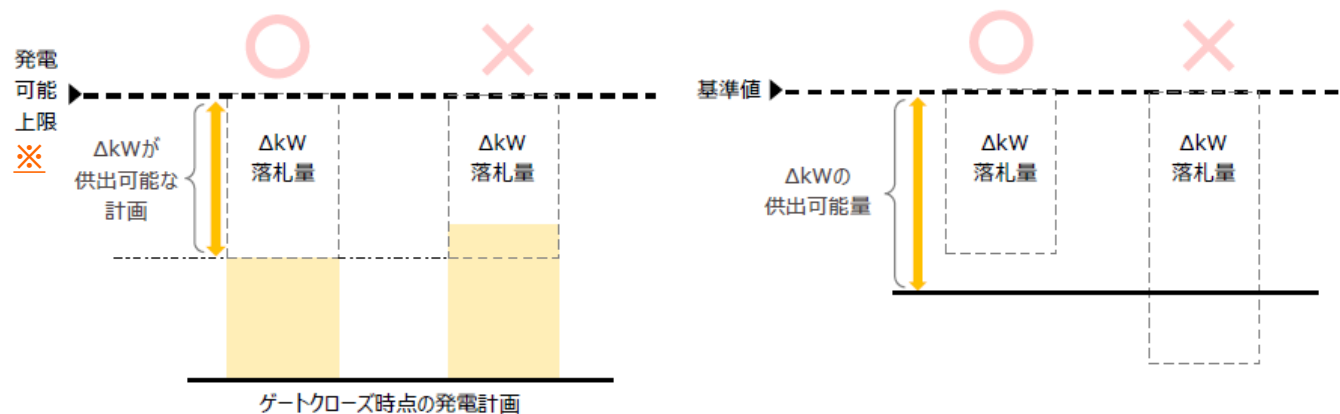 発電
可能
上限
※
ΔkWが
供出可能な
計画
ΔkW
落札量
ΔkW
落札量
ゲートクローズ時点の発電計画
基準値
ΔkWの
供出可能量
ΔkW
落札量
ΔkW
落札量